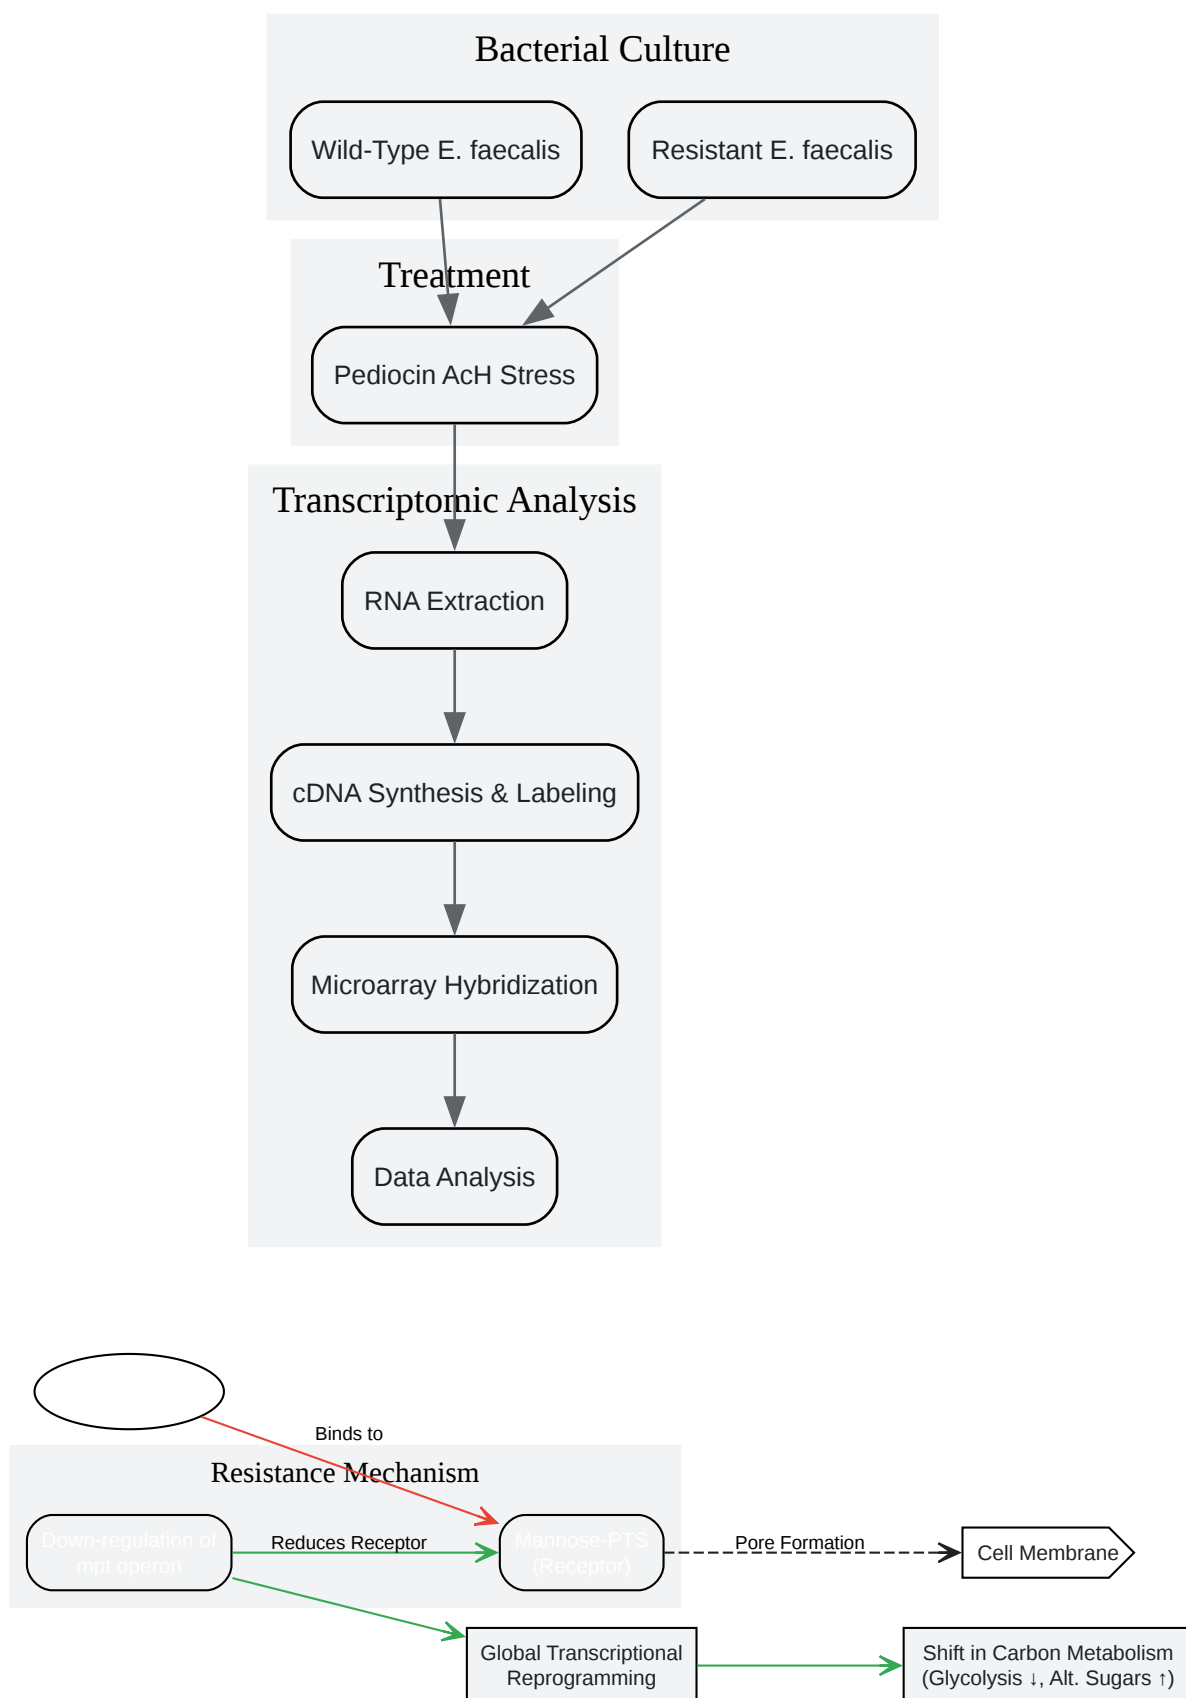 Bacterial Culture
Wild-Type E. faecalis
Resistant E. faecalis
Treatment
Pediocin AcH Stress
Transcriptomic Analysis
RNA Extraction
cDNA Synthesis & Labeling
Microarray Hybridization
Data Analysis
Binds to
Resistance Mechanism
Down-regulation of
mpt operon
Reduces Receptor
Mannose-PTS
(Receptor)
Pore Formation
Cell Membrane
Global Transcriptional
Reprogramming
Shift in Carbon Metabolism
(Glycolysis ↓, Alt. Sugars ↑)